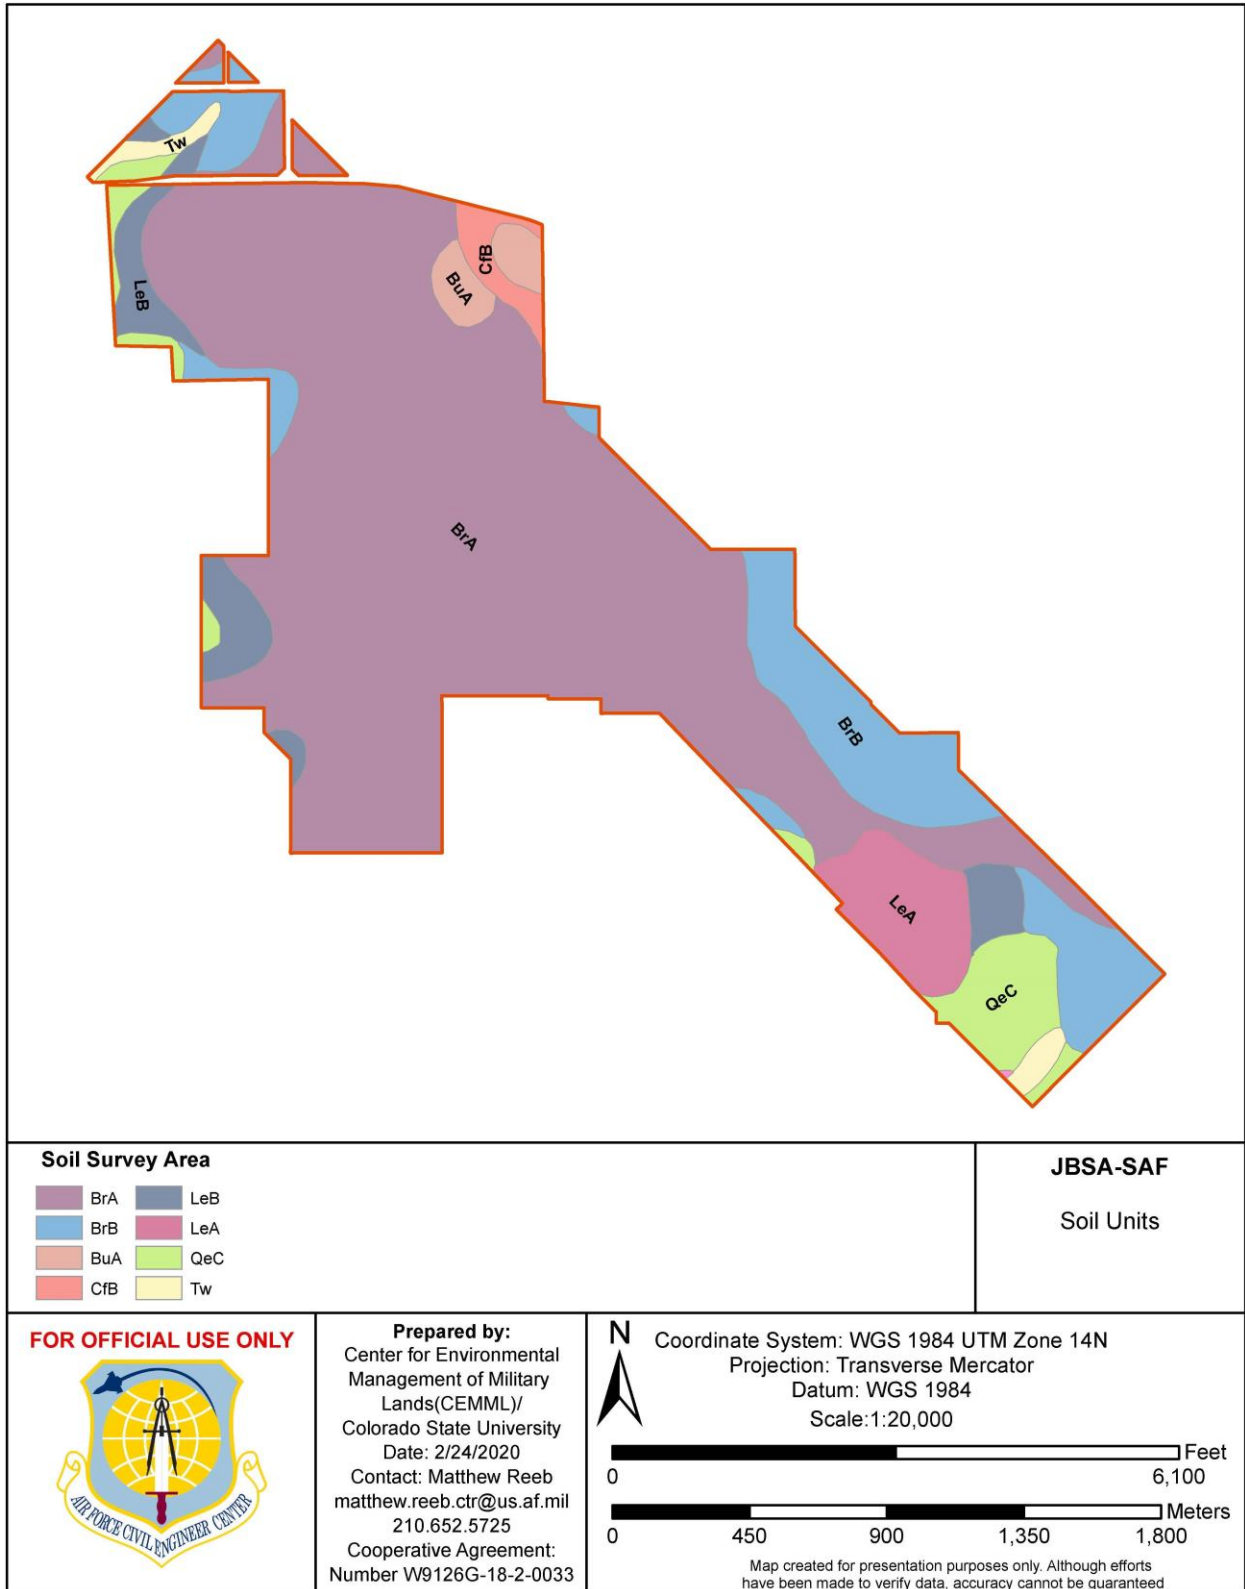 Tw
CfB
BuA
LeB
BrA
BrB
LeA
QeC
Soil Survey Area
BrA
LeB
BrB
LeA
BuA
QeC
CfB
Tw
JBSA-SAF
Soil Units
FOR OFFICIAL USE ONLY
AIR FORCE CIVIL ENGINEER CENTER
Prepared by:
Center for Environmental
Management of Military
Lands(CEMML)/
Colorado State University
Date: 2/24/2020
Contact: Matthew Reeb
matthew.reeb.ctr@us.af.mil
210.652.5725
Cooperative Agreement:
Number W9126G-18-2-0033
N
Coordinate System: WGS 1984 UTM Zone 14N
Projection: Transverse Mercator
Datum: WGS 1984
Scale:1:20,000
Feet
0 6,100
Meters
0 450 900 1,350 1,800
Map created for presentation purposes only. Although efforts
have been made to verify data, accuracy cannot be guaranteed